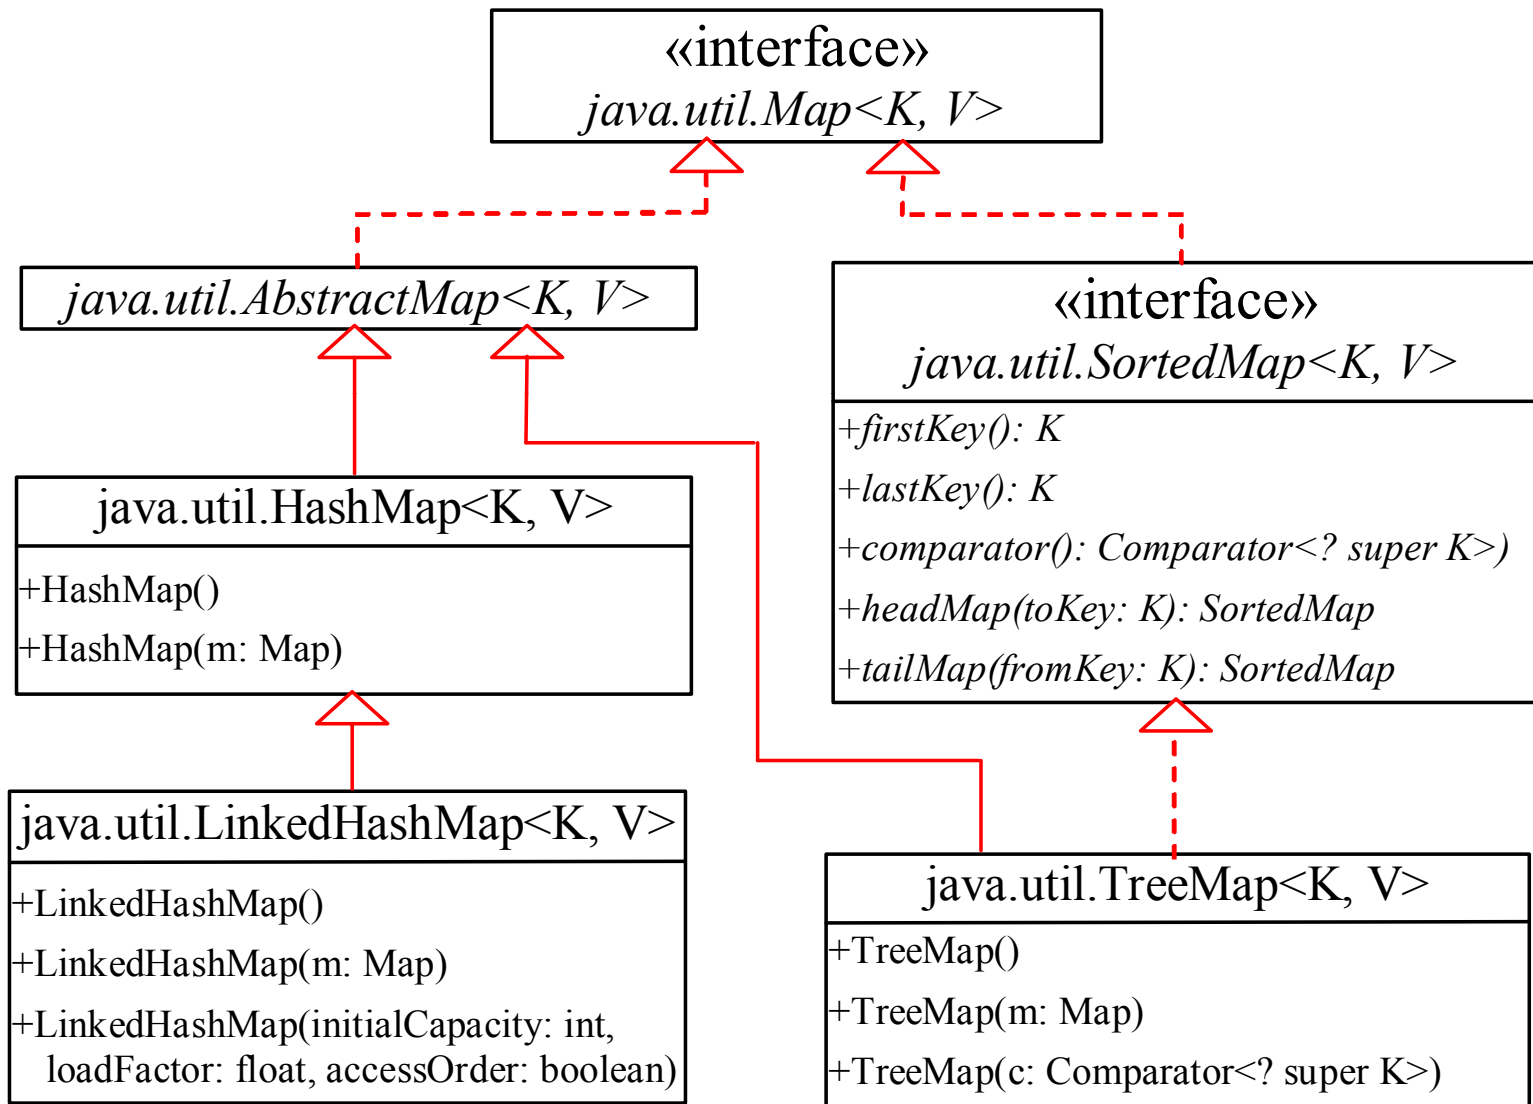 «interface»
java.util.Map<K, V>
java.util.AbstractMap<K, V>
«interface»
java.util.SortedMap<K, V>
+firstKey(): K
+lastKey(): K
+comparator(): Comparator<? super K>)
+headMap(toKey: K): SortedMap
+tailMap(fromKey: K): SortedMap
java.util.HashMap<K, V>
+HashMap()
+HashMap(m: Map)
java.util.LinkedHashMap<K, V>
+LinkedHashMap()
+LinkedHashMap(m: Map)
+LinkedHashMap(initialCapacity: int,
loadFactor: float, accessOrder: boolean)
java.util.TreeMap<K, V>
+TreeMap()
+TreeMap(m: Map)
+TreeMap(c: Comparator<? super K>)